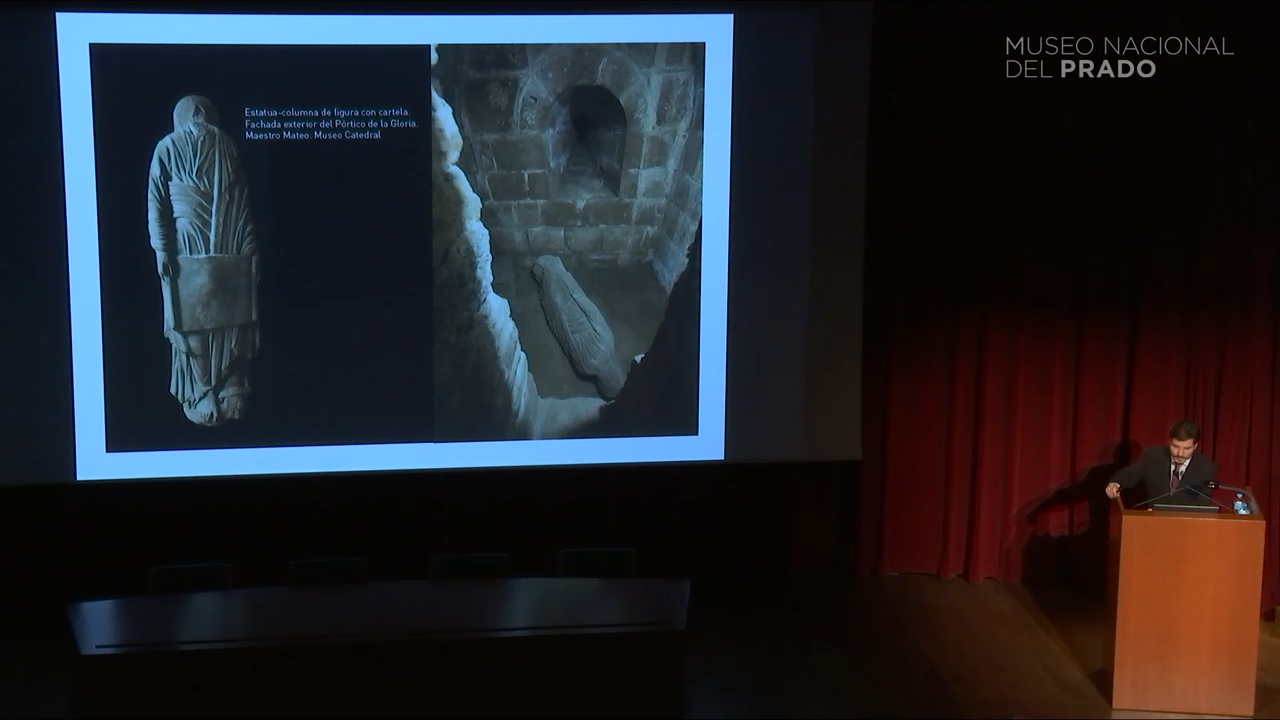 MUSEO NACIONAL
DEL PRADO
Estatua-columna de figura con cartela.
Fachada exterior del Pórtico de la Gloria.
Maestro Mateo. Museo Catedral